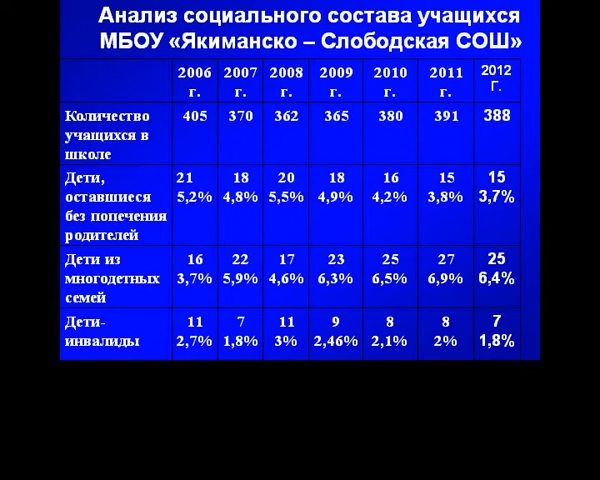 Анализ социального состава учащихся
МБОУ «Якиманско – Слободская СОШ»
2006 г. 2007 г. 2008 г. 2009 г. 2010 г. 2011 г. 2012 Г.
Количество учащихся в школе 405 370 362 365 380 391 388
Дети, оставшиеся без попечения родителей 21 5,2% 18 4,8% 20 5,5% 18 4,9% 16 4,2% 15 3,8% 15 3,7%
Дети из многодетных семей 16 3,7% 22 5,9% 17 4,6% 23 6,3% 25 6,5% 27 6,9% 25 6,4%
Дети-инвалиды 11 2,7% 7 1,8% 11 3% 9 2,46% 8 2,1% 8 2% 7 1,8%